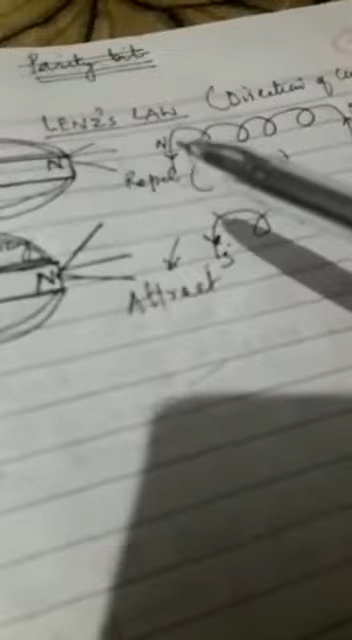 Parity bit
LENZ'S LAW (Direction of
N N
Repel (
N
Attract